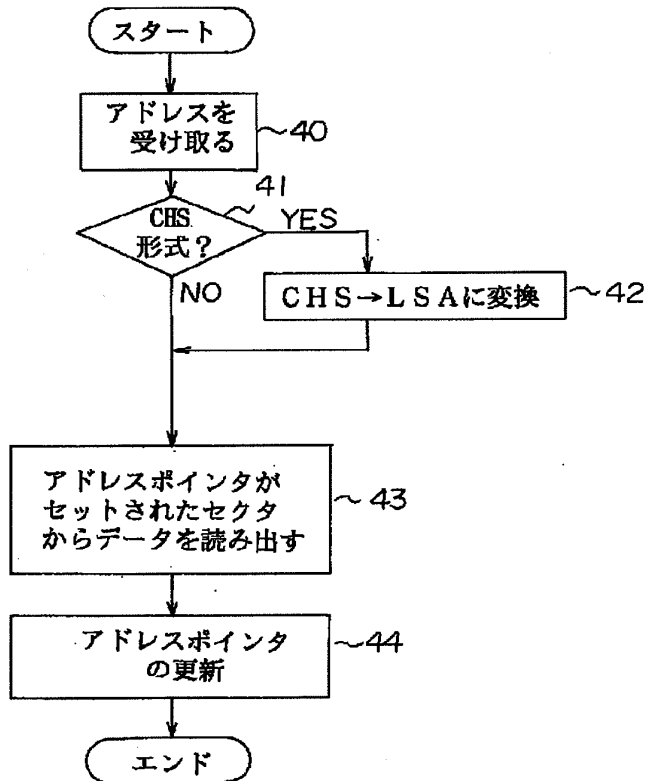 スタート
アドレスを
受け取る
~40
41
CHS
形式?
YES
NO
CHS→LSAに変換
~42
アドレスポインタが
セットされたセクタ
からデータを読み出す
~43
アドレスポインタ
の更新
~44
エンド